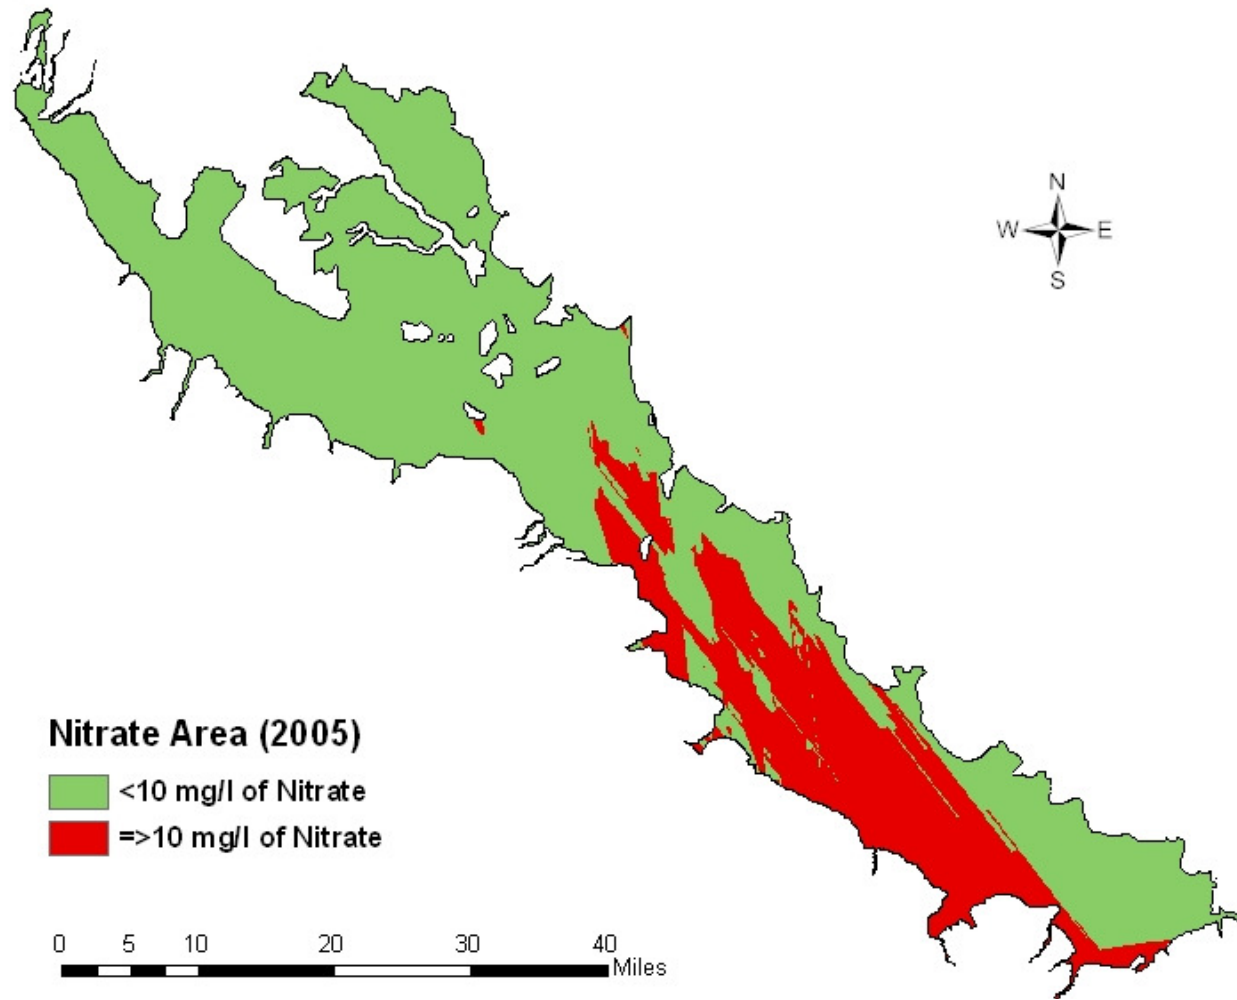 N
W E
S
Nitrate Area (2005)
<10 mg/l of Nitrate
=>10 mg/l of Nitrate
0 5 10 20 30 40
Miles